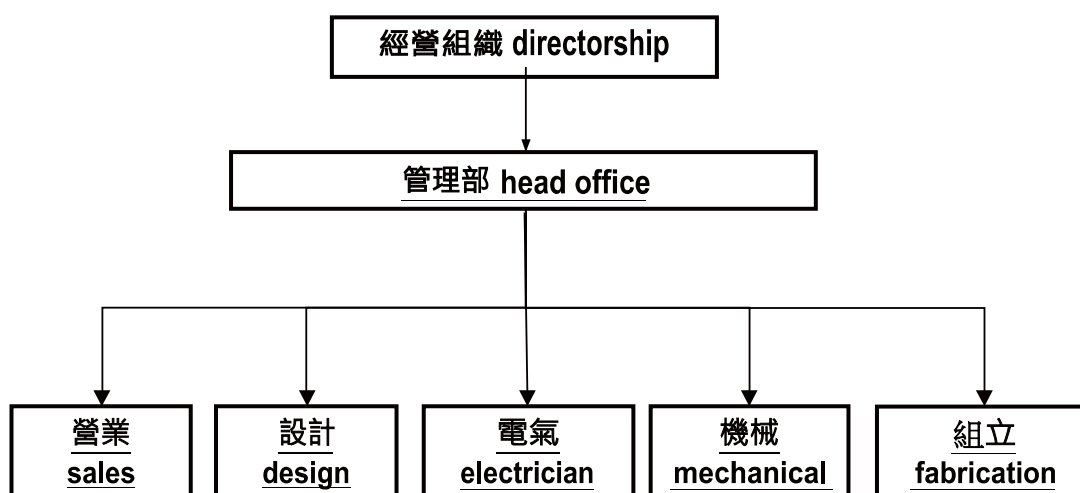 經營組織 directorship
管理部 head office
營業
sales
設計
design
電氣
electrician
機械
mechanical
組立
fabrication